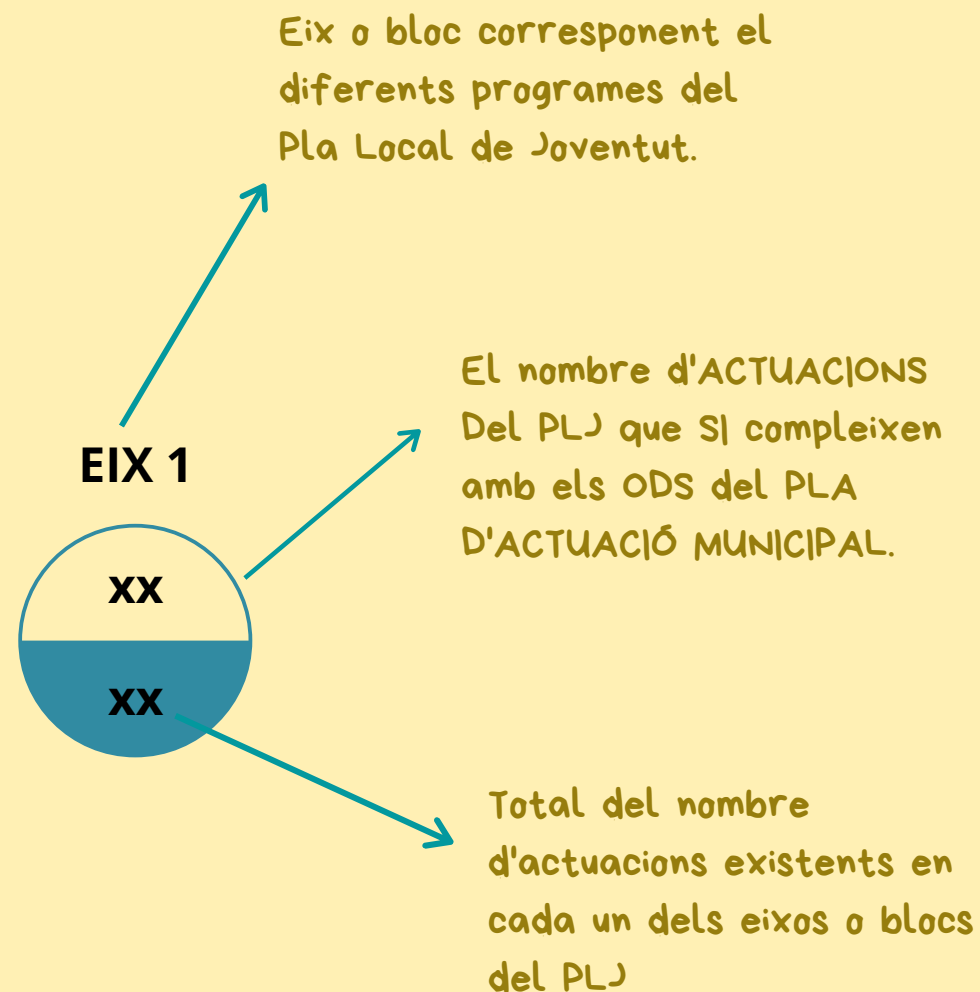 Eix o bloc corresponent el
diferents programes del
Pla Local de Joventut.
El nombre d'ACTUACIONS
Del PLJ que SI compleixen
amb els ODS del PLA
D'ACTUACIÓ MUNICIPAL.
EIX 1
xx
xx
Total del nombre
d'actuacions existents en
cada un dels eixos o blocs
del PLJ